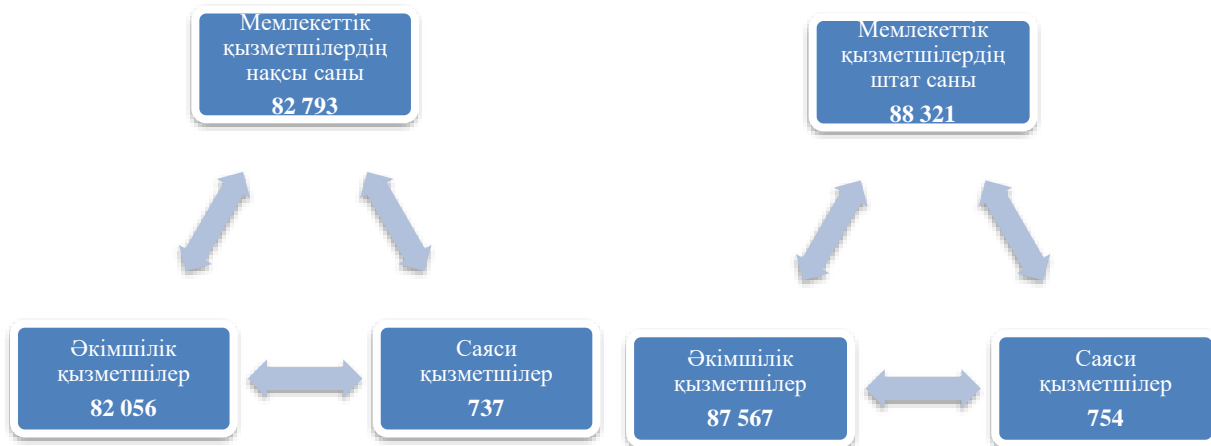 Мемлекеттік
қызметшілердің
нақсы саны
82 793
Әкімшілік
қызметшілер
82 056
Саяси
қызметшілер
737
Мемлекеттік
қызметшілердің
штат саны
88 321
Әкімшілік
қызметшілер
87 567
Саяси
қызметшілер
754